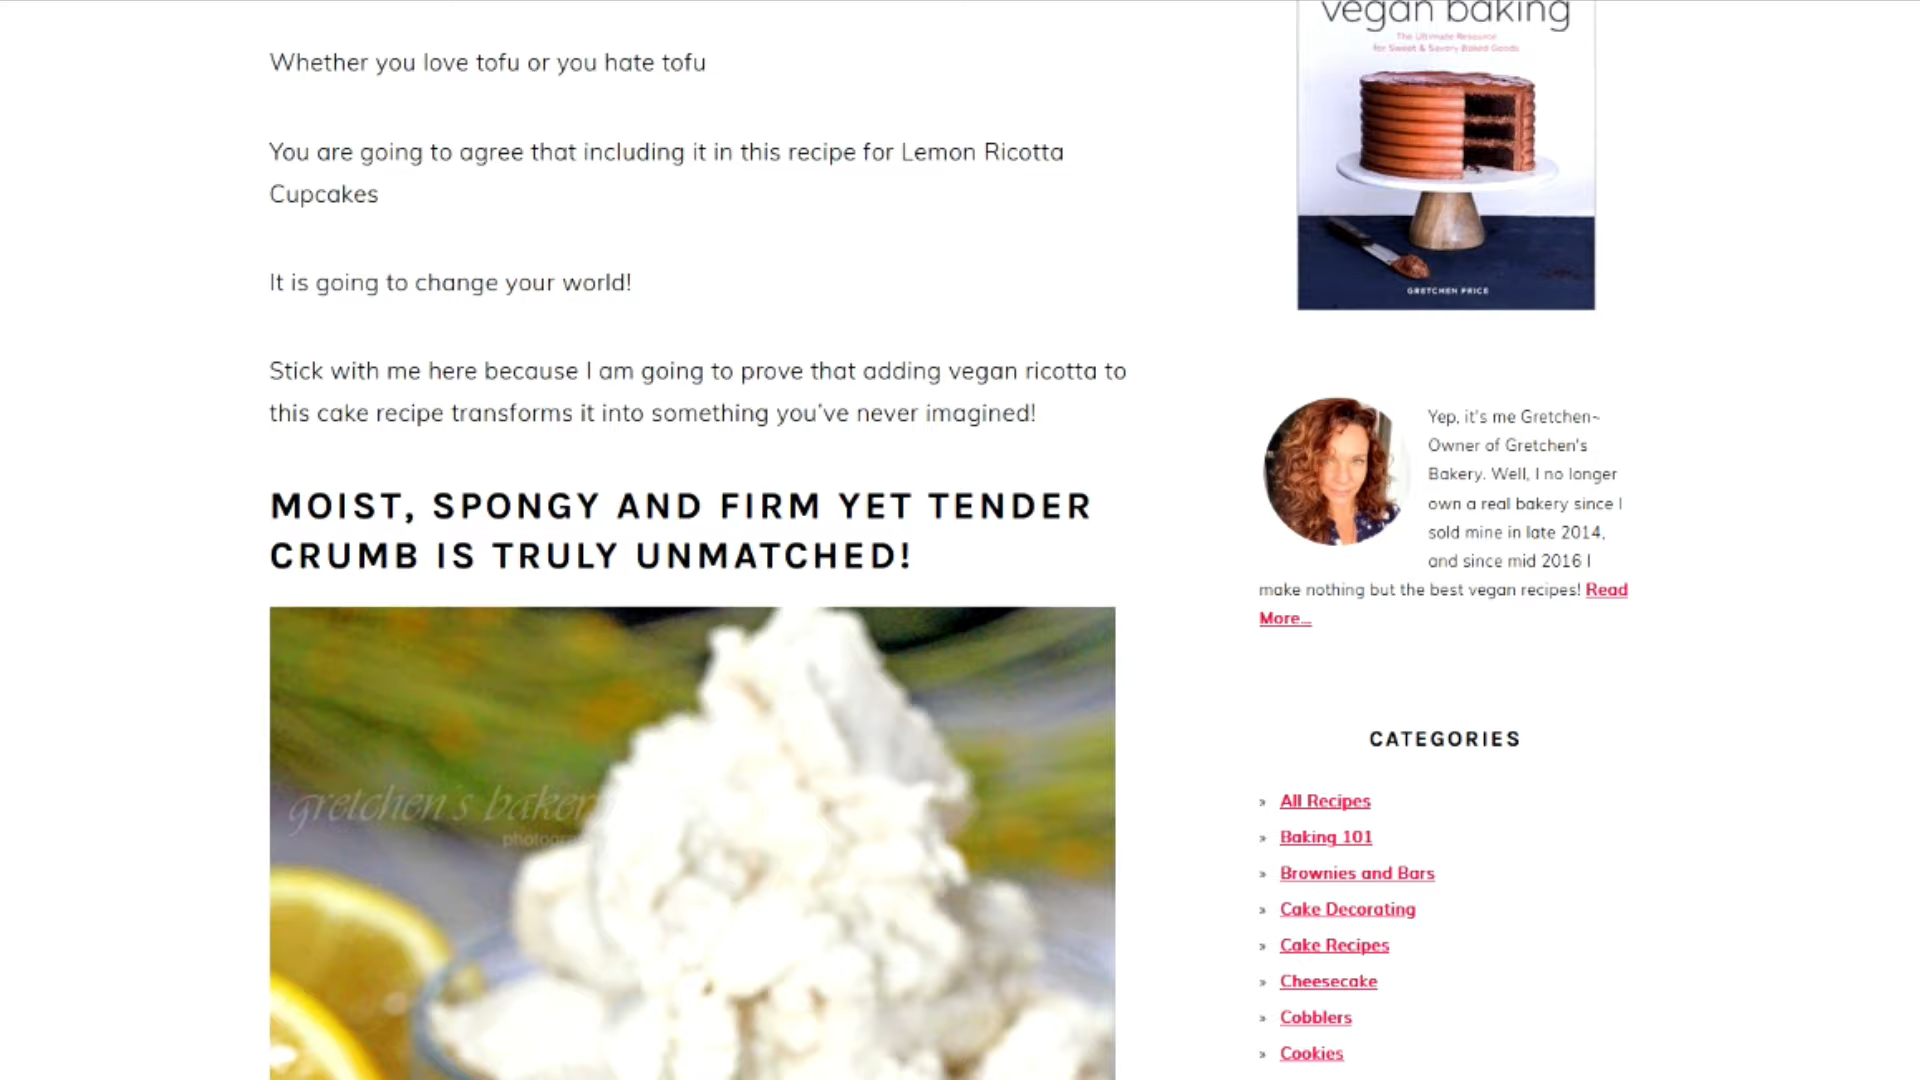 Whether you love tofu or you hate tofu
You are going to agree that including it in this recipe for Lemon Ricotta
Cupcakes
It is going to change your world!
Stick with me here because I am going to prove that adding vegan ricotta to
this cake recipe transforms it into something you've never imagined!
MOIST, SPONGY AND FIRM YET TENDER
CRUMB IS TRULY UNMATCHED!
gretchen's baker
photogra
vegan baking
The Ultimate Resource
for Sweet & Savory Baked Goods
GRETCHEN PRICE
Yep, it's me Gretchen~
Owner of Gretchen's
Bakery. Well, I no longer
own a real bakery since I
sold mine in late 2014,
and since mid 2016 I
make nothing but the best vegan recipes! Read
More...
CATEGORIES
» All Recipes
» Baking 101
» Brownies and Bars
» Cake Decorating
» Cake Recipes
» Cheesecake
» Cobblers
» Cookies